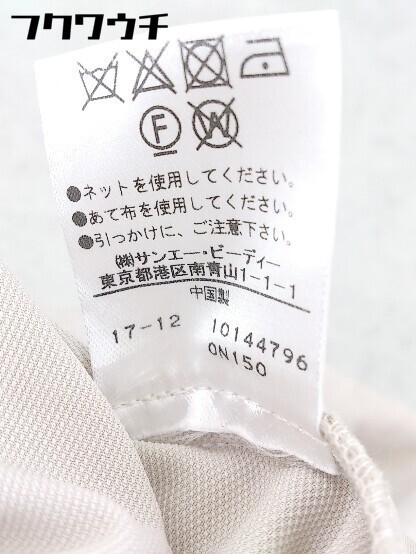 フクワウチ
F
W
●ネットを使用してください。
●あて布を使用してください。
●引っかけに、ご注意下さい。
㈱サンエー・ビーディー
東京都港区南青山1-1-1
中国製
17-12 10144796
ON150